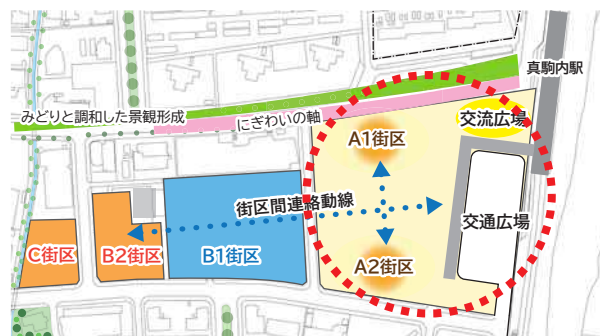 真駒内駅
みどりと調和した景観形成
にぎわいの軸
交流広場
A1街区
街区間連絡動線
交通広場
C街区
B2街区
B1街区
A2街区